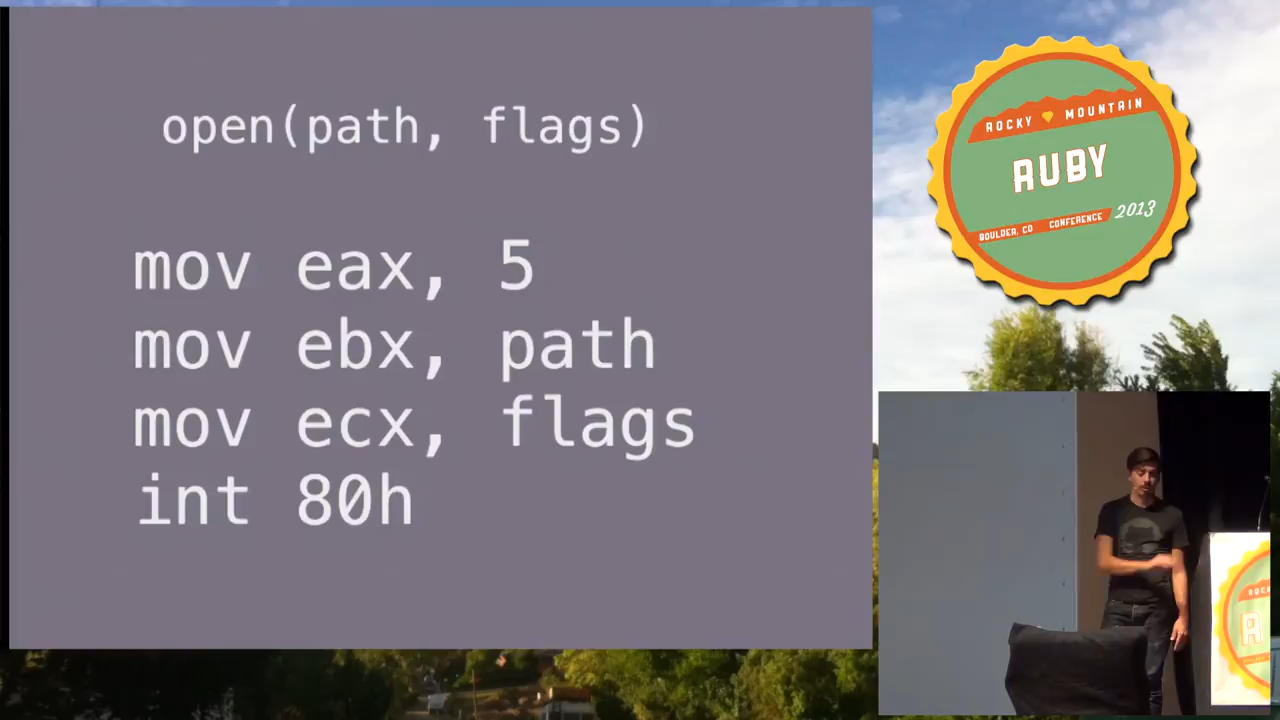 open(path, flags)
mov eax, 5
mov ebx, path
mov ecx, flags
int 80h
ROCKY MOUNTAIN
RUBY
BOULDER, CO CONFERENCE 2013